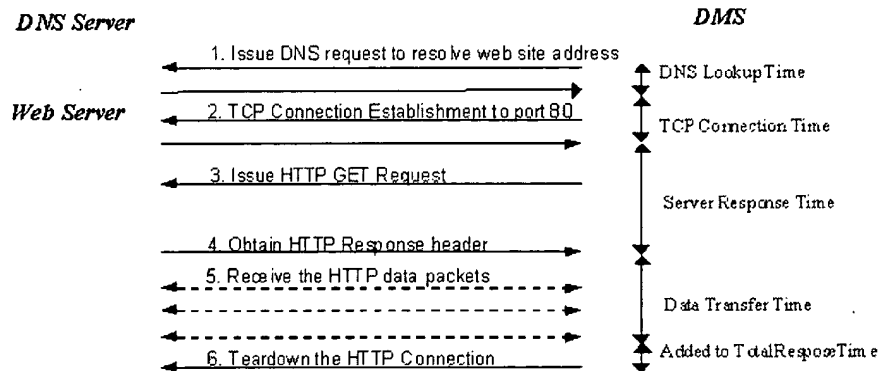 DNS Server
DMS
1. Issue DNS request to resolve web site address
DNS Lookup Time
Web Server
2. TCP Connection Establishment to port 80
TCP Connection Time
3. Issue HTTP GET Request
Server Response Time
4. Obtain HTTP Response header
5. Receive the HTTP data packets
Data Transfer Time
Added to TotalResposeTime
6. Teardown the HTTP Connection